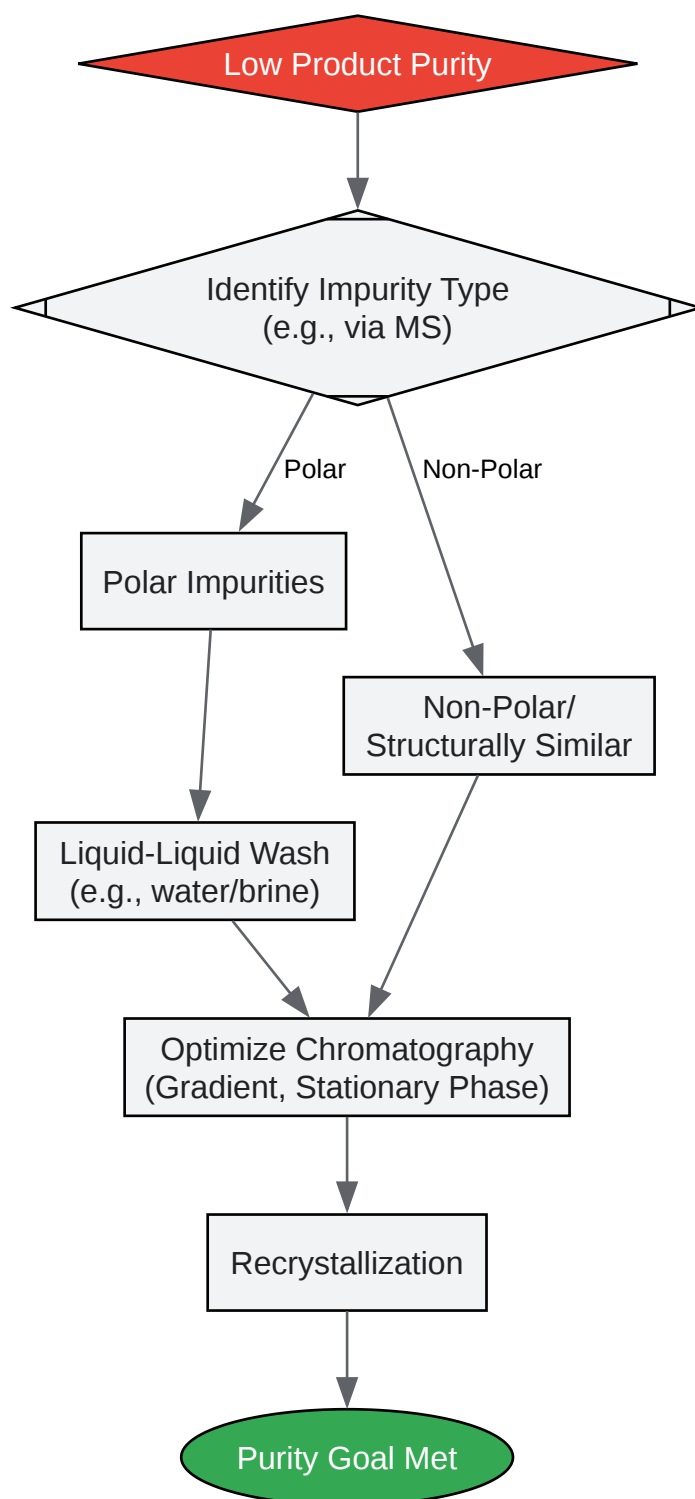 Low Product Purity
Identify Impurity Type
(e.g., via MS)
Polar
Non-Polar
Polar Impurities
Non-Polar/
Structurally Similar
Liquid-Liquid Wash
(e.g., water/brine)
Optimize Chromatography
(Gradient, Stationary Phase)
Recrystallization
Purity Goal Met